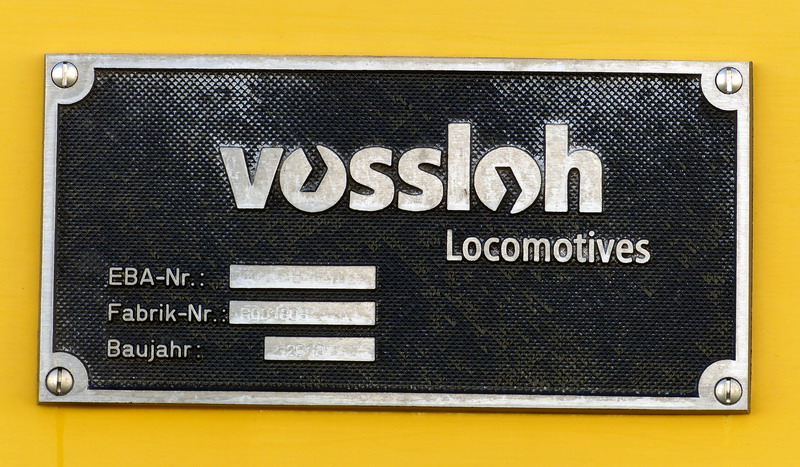 vossloh
Locomotives
EBA-Nr.:
Fabrik-Nr.:
Baujahr: